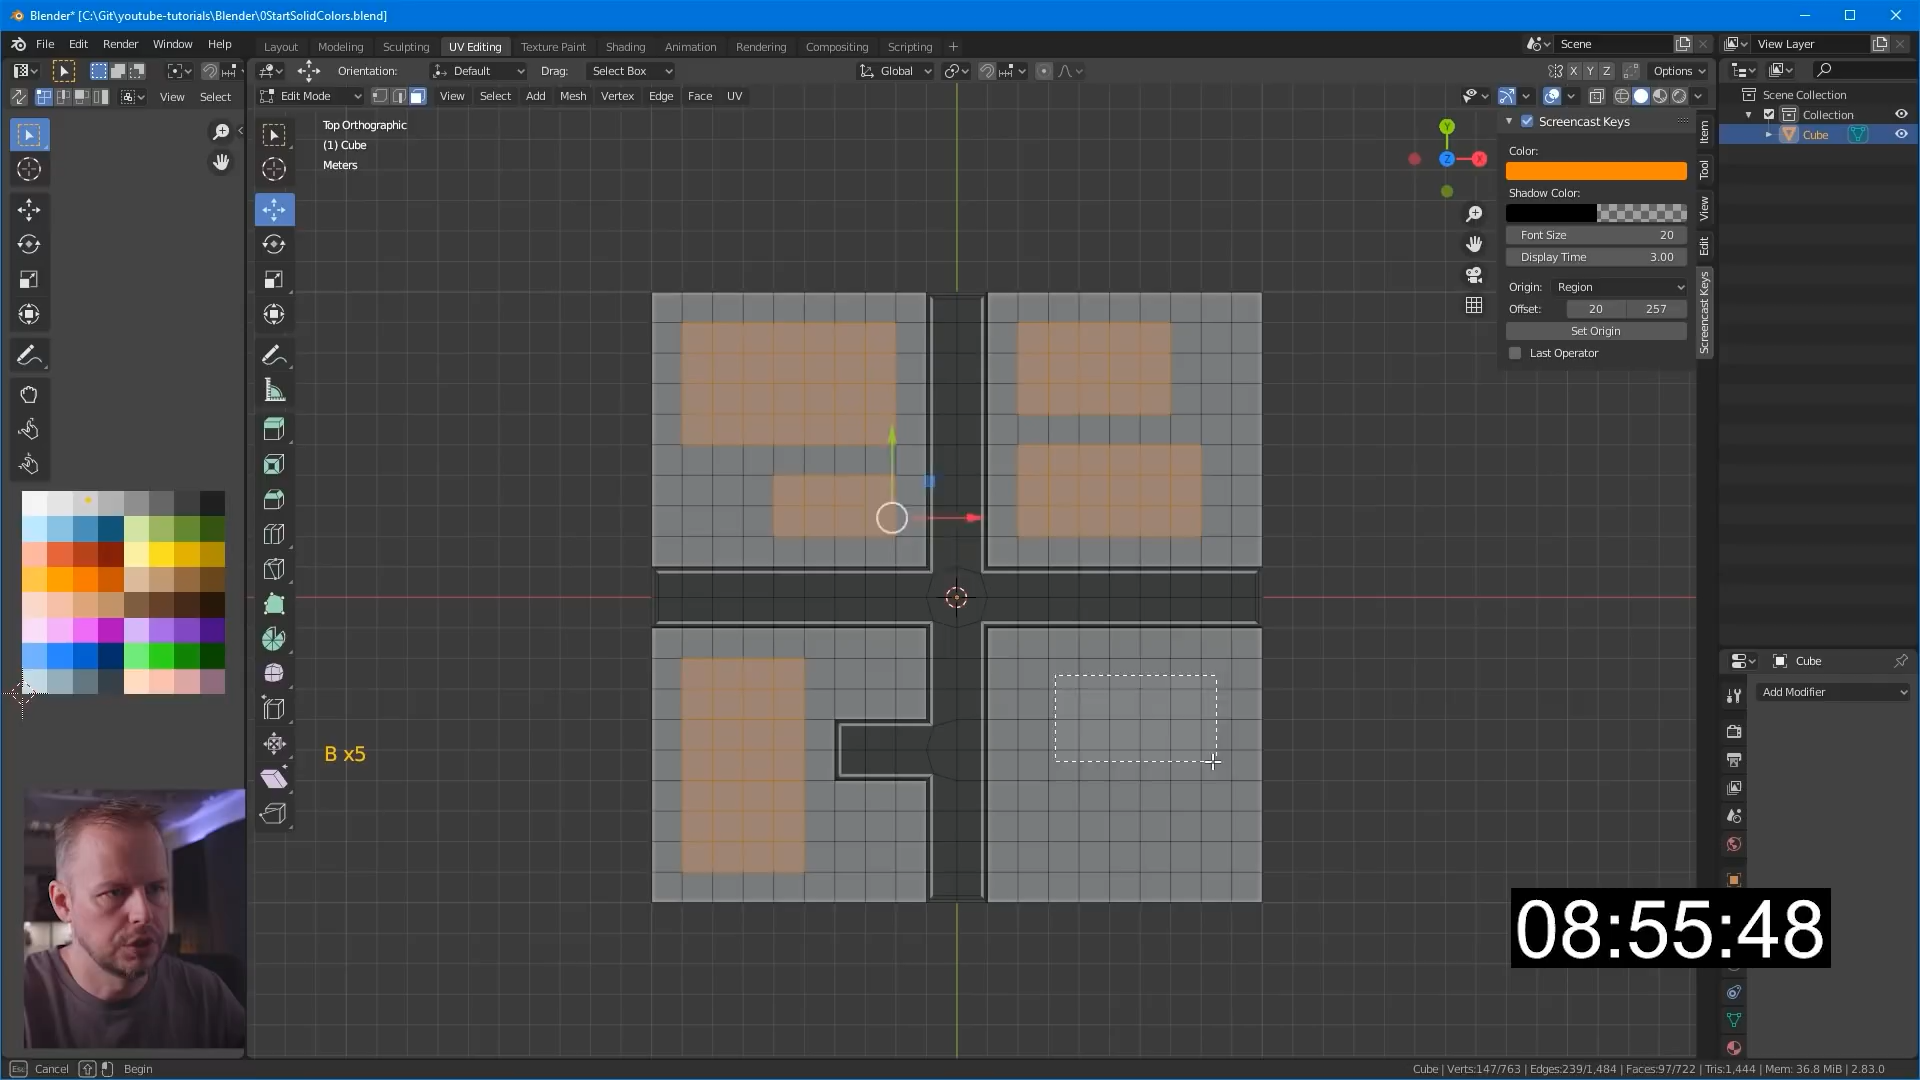 Blender* [C:\Git\youtube-tutorials\Blender\0StartSolidColors.blend]
File Edit Render Window Help
Layout Modeling Sculpting UV Editing Texture Paint Shading Animation Rendering Compositing Scripting +
Scene View Layer
Orientation: Default Drag: Select Box Global X Y Z Options
View Select
Edit Mode View Select Add Mesh Vertex Edge Face UV
Top Orthographic
(1) Cube
Meters
Y
Z X
Screencast Keys
Color:
Shadow Color:
Font Size 20
Display Time 3.00
Origin: Region
Offset: 20 257
Set Origin
Last Operator
Item
Tool
View
Edit
Screencast Keys
Scene Collection
Collection
Cube
Cube
Add Modifier
B x5
08:55:48
Esc Cancel Begin
Cube | Verts:147/763 | Edges:239/1,484 | Faces:97/722 | Tris:1,444 | Mem: 36.8 MiB | 2.83.0